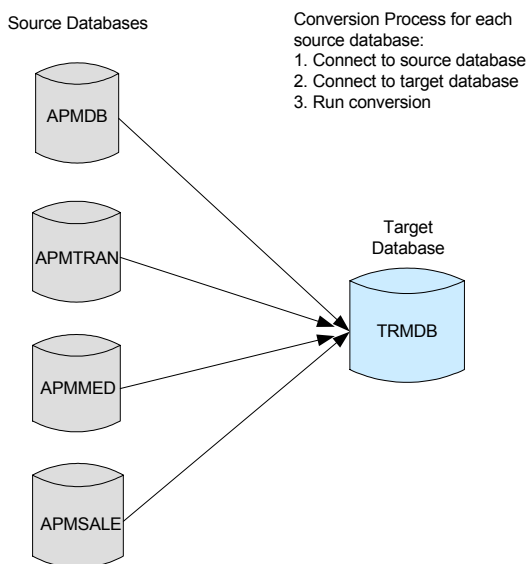 Source Databases
Conversion Process for each
source database:
1. Connect to source database
2. Connect to target database
3. Run conversion
APMDB
APMTRAN
Target
Database
TRMDB
APMMED
APMSALE